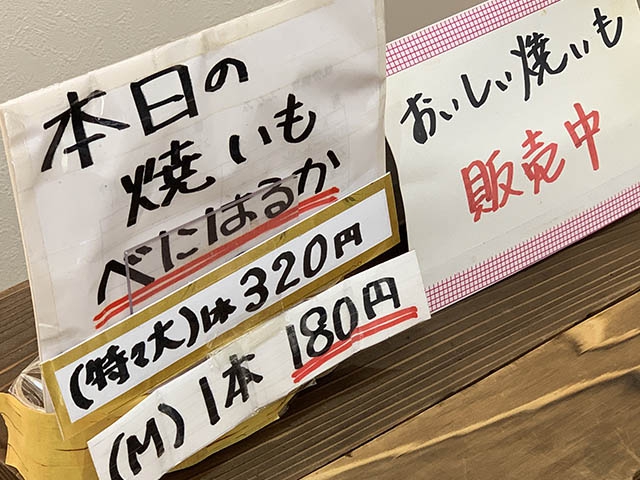 本日の
焼いも
べにはるか
(特々大)1本320円
(M)1本180円
おいしい焼いも
販売中